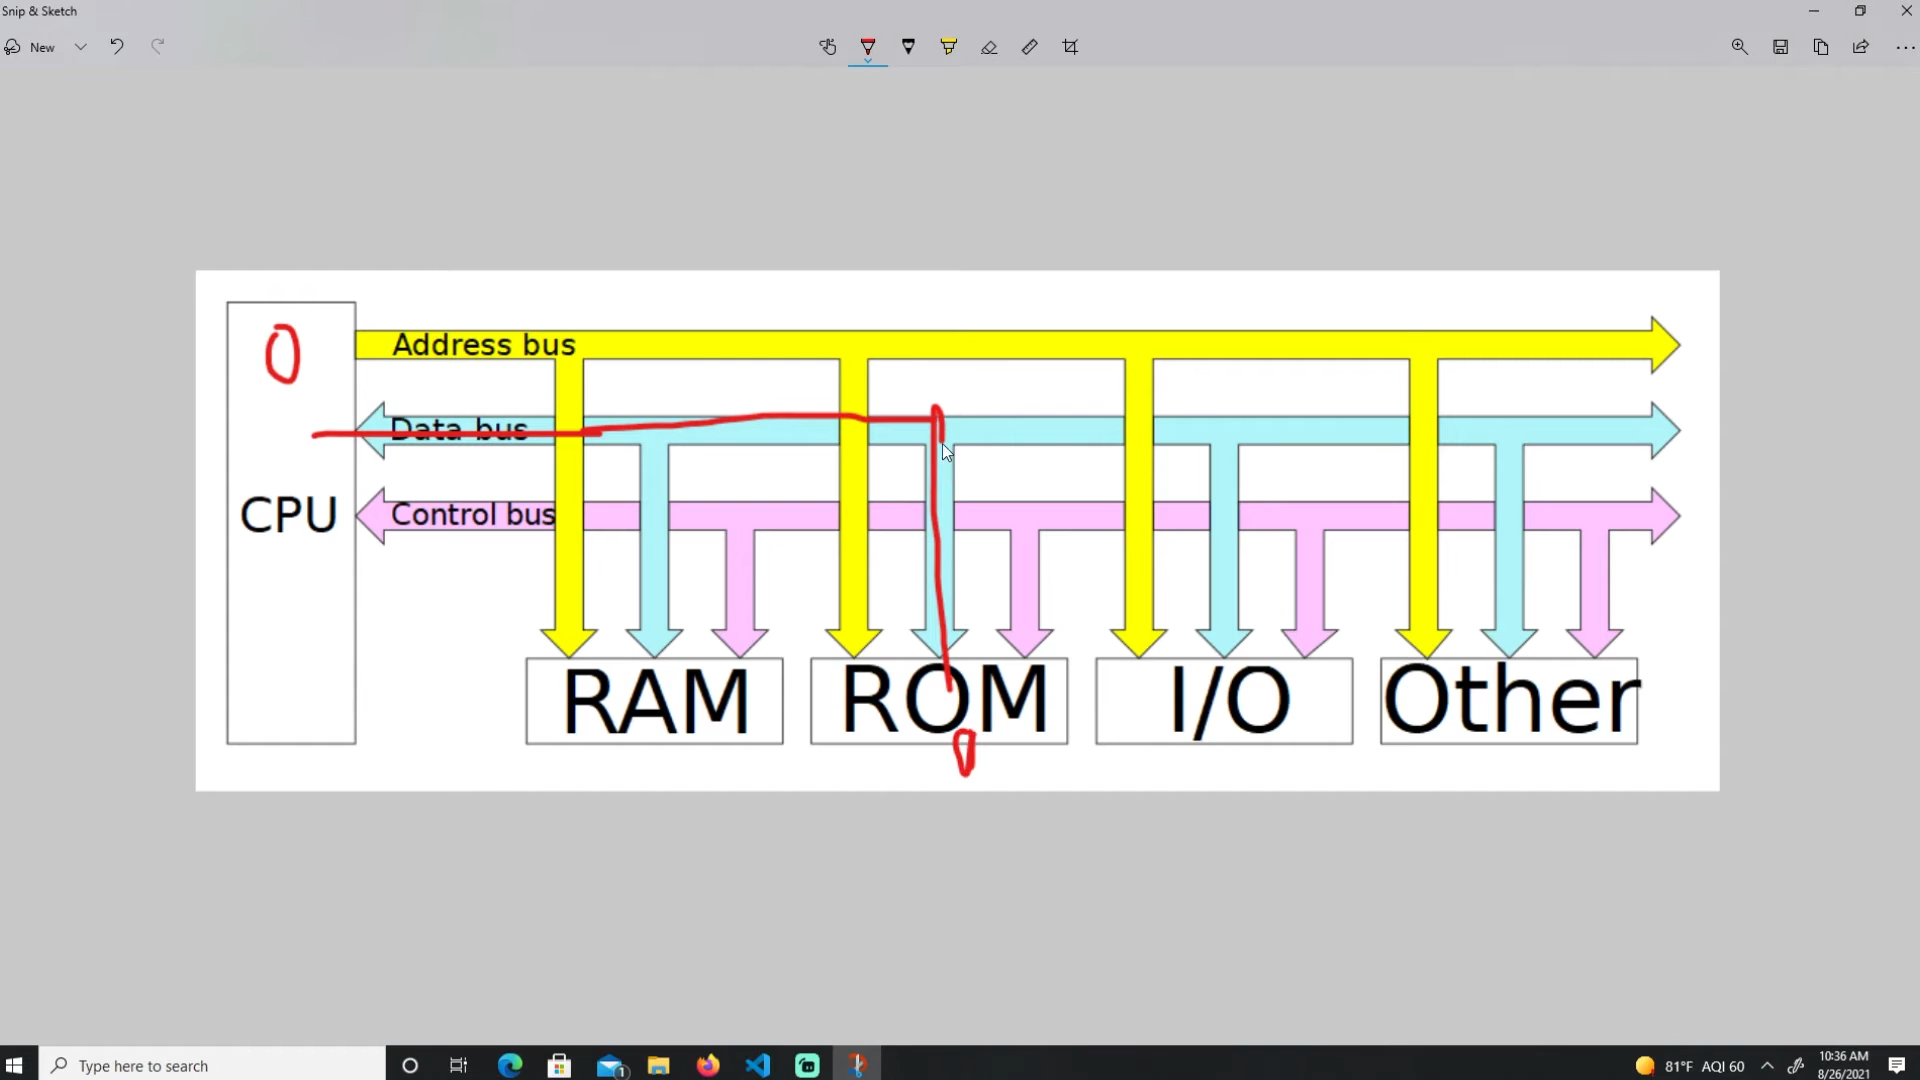 Snip & Sketch
New
0
Address bus
Data bus
CPU
Control bus
RAM
ROM
I/O
Other
0
Type here to search
1
81°F AQI 60
10:36 AM
8/26/2021